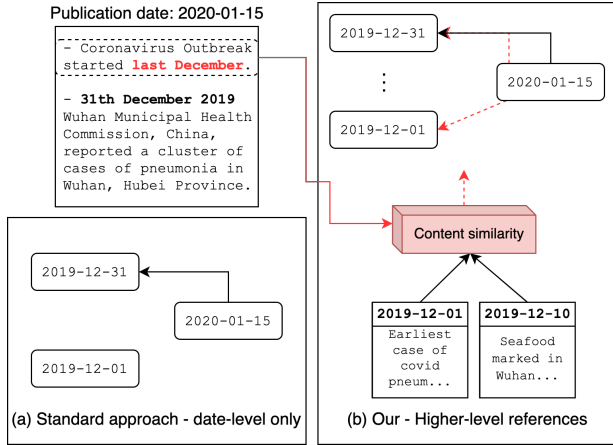 Publication date: 2020-01-15
- Coronavirus Outbreak
started last December.
- 31th December 2019
Wuhan Municipal Health
Commission, China,
reported a cluster of
cases of pneumonia in
Wuhan, Hubei Province.
2019-12-31
2020-01-15
2019-12-01
(a) Standard approach - date-level only
2019-12-31
2020-01-15
⋮
2019-12-01
Content similarity
2019-12-01
Earliest
case of
covid
pneum...
2019-12-10
Seafood
marked in
Wuhan...
(b) Our - Higher-level references